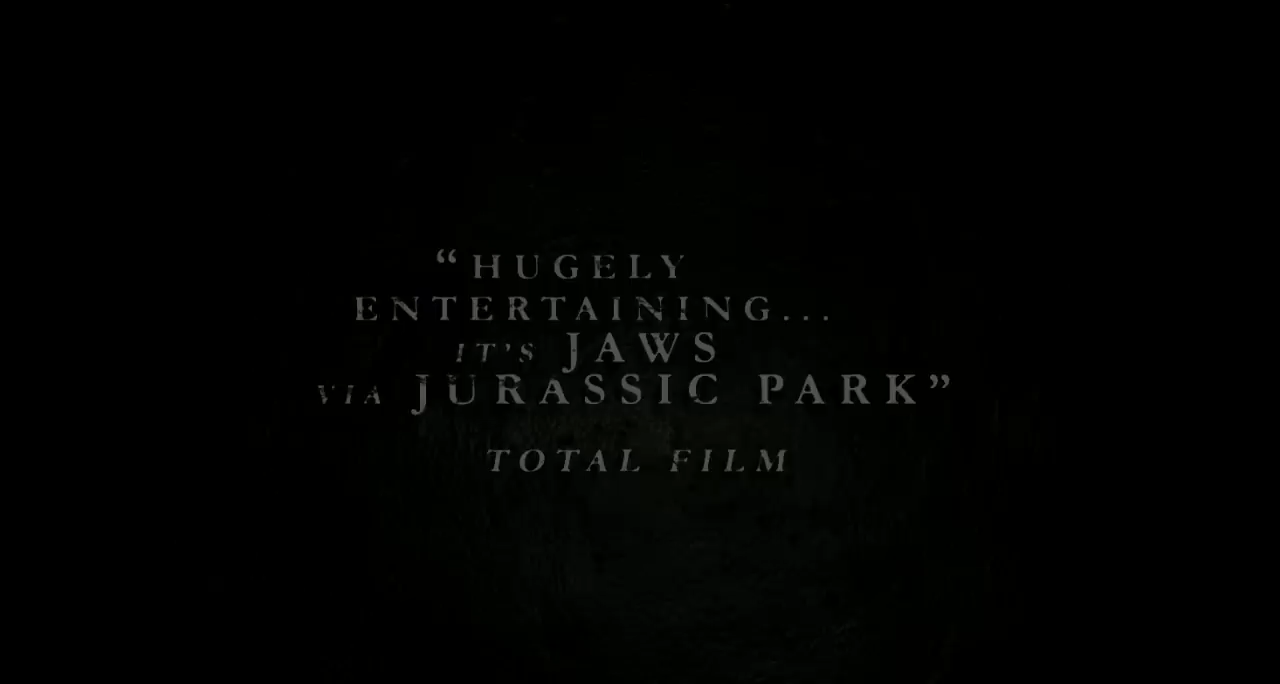 “HUGELY
ENTERTAINING...
IT'S JAWS
VIA JURASSIC PARK”
TOTAL FILM